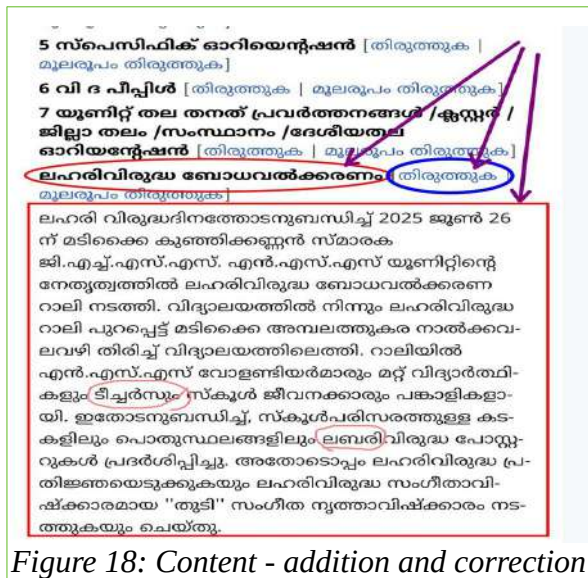 5 സ്പെസിഫിക് ഓറിയെന്റഷൻ [തിരുത്തുക |
മൂലരൂപം തിരുത്തുക]
6 വി ദ പീപ്പിൾ [തിരുത്തുക | മൂലരൂപം തിരുത്തുക]
7 യൂണിറ്റ് തല തനത് പ്രവർത്തനങ്ങൾ /ക്ലസ്റ്റർ /
ജില്ലാ തലം /സംസ്ഥാനം /ദേശീയതല
ഓറിയന്റേഷൻ [തിരുത്തുക | മൂലരൂപം തിരുത്തുക]
ലഹരിവിരുദ്ധ ബോധവൽക്കരണം [തിരുത്തുക |
മൂലരൂപം തിരുത്തുക]
ലഹരി വിരുദ്ധദിനത്തോടനുബന്ധിച്ച് 2025 ജൂൺ 26
ന് മടിക്കൈ കുഞ്ഞിക്കണ്ണൻ സ്മാരക
ജി.എച്ച്.എസ്.എസ്. എൻ.എസ്.എസ് യൂണിറ്റിന്റെ
നേതൃത്വത്തിൽ ലഹരിവിരുദ്ധ ബോധവൽക്കരണ
റാലി നടത്തി. വിദ്യാലയത്തിൽ നിന്നും ലഹരിവിരുദ്ധ
റാലി പുറപ്പെട്ട് മടിക്കൈ അമ്പലത്തുകര നാൽക്കവ-
ലവഴി തിരിച്ച് വിദ്യാലയത്തിലെത്തി. റാലിയിൽ
എൻ.എസ്.എസ് വോളണ്ടിയർമാരും മറ്റ് വിദ്യാർത്ഥി-
കളും ടീച്ചർസും സ്കൂൾ ജീവനക്കാരും പങ്കാളികളാ-
യി. ഇതോടനുബന്ധിച്ച്, സ്കൂൾപരിസരത്തുള്ള കട-
കളിലും പൊതുസ്ഥലങ്ങളിലും ലബരിവിരുദ്ധ പോസ്റ്റ-
റുകൾ പ്രദർശിപ്പിച്ചു. അതോടൊപ്പം ലഹരിവിരുദ്ധ പ്ര-
തിജ്ഞയെടുക്കുകയും ലഹരിവിരുദ്ധ സംഗീതാവി-
ഷ്ക്കാരമായ "തുടി" സംഗീത നൃത്താവിഷ്ക്കാരം നട-
ത്തുകയും ചെയ്തു.
Figure 18: Content - addition and correction